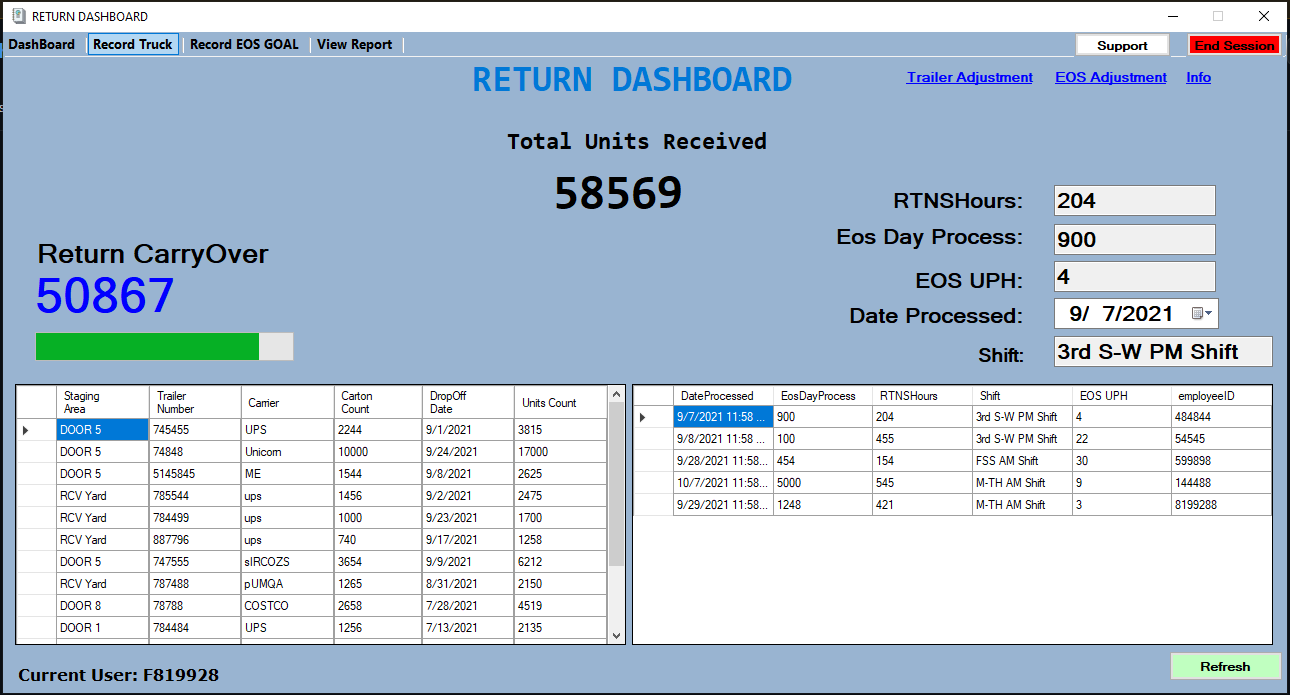 RETURN DASHBOARD
DashBoard Record Truck Record EOS GOAL View Report Support End Session
RETURN DASHBOARD
Trailer Adjustment EOS Adjustment Info
Total Units Received
58569
Return CarryOver
50867
RTNSHours: 204
Eos Day Process: 900
EOS UPH: 4
Date Processed: 9/ 7/2021
Shift: 3rd S-W PM Shift
Staging Area Trailer Number Carrier Carton Count DropOff Date Units Count
DOOR 5 745455 UPS 2244 9/1/2021 3815
DOOR 5 74848 Unicorn 10000 9/24/2021 17000
DOOR 5 5145845 ME 1544 9/8/2021 2625
RCV Yard 785544 ups 1456 9/2/2021 2475
RCV Yard 784499 ups 1000 9/23/2021 1700
RCV Yard 887796 ups 740 9/17/2021 1258
DOOR 5 747555 sIRCOZS 3654 9/9/2021 6212
RCV Yard 787488 pUMQA 1265 8/31/2021 2150
DOOR 8 78788 COSTCO 2658 7/28/2021 4519
DOOR 1 784484 UPS 1256 7/13/2021 2135
DateProcessed EosDayProcess RTNSHours Shift EOS UPH employeeID
9/7/2021 11:58 ... 900 204 3rd S-W PM Shift 4 484844
9/8/2021 11:58 ... 100 455 3rd S-W PM Shift 22 54545
9/28/2021 11:58... 454 154 FSS AM Shift 30 599898
10/7/2021 11:58... 5000 545 M-TH AM Shift 9 144488
9/29/2021 11:58... 1248 421 M-TH AM Shift 3 8199288
Current User: F819928
Refresh